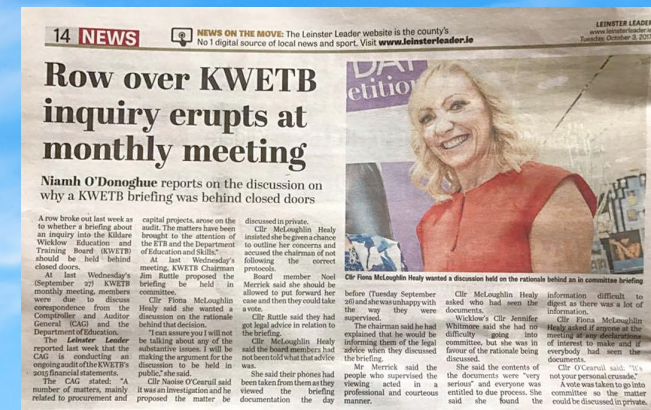 14 NEWS
NEWS ON THE MOVE: The Leinster Leader website is the county's
No 1 digital source of local news and sport. Visit www.leinsterleader.ie
LEINSTER LEADER
www.leinsterleader.ie
Tuesday, October 3, 2017
Row over KWETB
inquiry erupts at
monthly meeting
Niamh O'Donoghue reports on the discussion on
why a KWETB briefing was behind closed doors
A row broke out last week as
to whether a briefing about
an inquiry into the Kildare
Wicklow Education and
Training Board (KWETB)
should be held behind
closed doors.
At last Wednesday's
(September 27) KWETB
monthly meeting, members
were due to discuss
corespondence from the
Comptroller and Auditor
General (CAG) and the
Department of Education.
The Leinster Leader
reported last week that the
CAG is conducting an
ongoing audit of the KWETB's
2015 financial statements.
The CAG stated: "A
number of matters, mainly
related to procurement and
capital projects, arose on the
audit. The matters have been
brought to the attention of
the ETB and the Department
of Education and Skills."
At last Wednesday's
meeting, KWETB Chairman
Jim Ruttle proposed the
briefing be held in
committee.
Cllr Fiona McLoughlin
Healy said she wanted a
discussion on the rationale
behind that decision.
"I can assure you I will not
be talking about any of the
substantive issues. I will be
making the argument for the
discussion to be held in
public," she said.
Cllr Naoise O'Cearuil said
it was an investigation and he
proposed the matter be
discussed in private.
Cllr McLoughlin Healy
insisted she be given a chance
to outline her concerns and
accused the chairman of not
following the correct
protocols.
Board member Noel
Merrick said she should be
allowed to put forward her
case and then they could take
a vote.
Cllr Ruttle said they had
got legal advice in relation to
the briefing.
Cllr McLoughlin Healy
said the board members had
not been told what that advice
was.
She said their phones had
been taken from them as they
viewed the briefing
documentation the day
DAY
etition
Cllr Fiona McLoughlin Healy wanted a discussion held on the rationale behind an in committee briefing
before (Tuesday September
26) and she was unhappy with
the way they were
supervised.
The chairman said he had
explained that he would be
informing them of the legal
advice when they discussed
the briefing.
Mr Merrick said the
people who supervised the
viewing acted in a
professional and courteous
manner.
Cllr McLoughlin Healy
asked who had seen the
documents.
Wicklow's Cllr Jennifer
Whitmore said she had no
difficulty going into
committee, but she was in
favour of the rationale being
discussed.
She said the contents of
the documents were "very
serious" and everyone was
entitled to due process. She
said she found the
information difficult to
digest as there was a lot of
information.
Cllr Fiona McLoughlin
Healy asked if anyone at the
meeting at any declarations
of interest to make and if
everybody had seen the
documents.
Cllr O'Cearuil said: "It's
not your personal crusade."
A vote was taken to go into
committee so the matter
could be discussed in private,